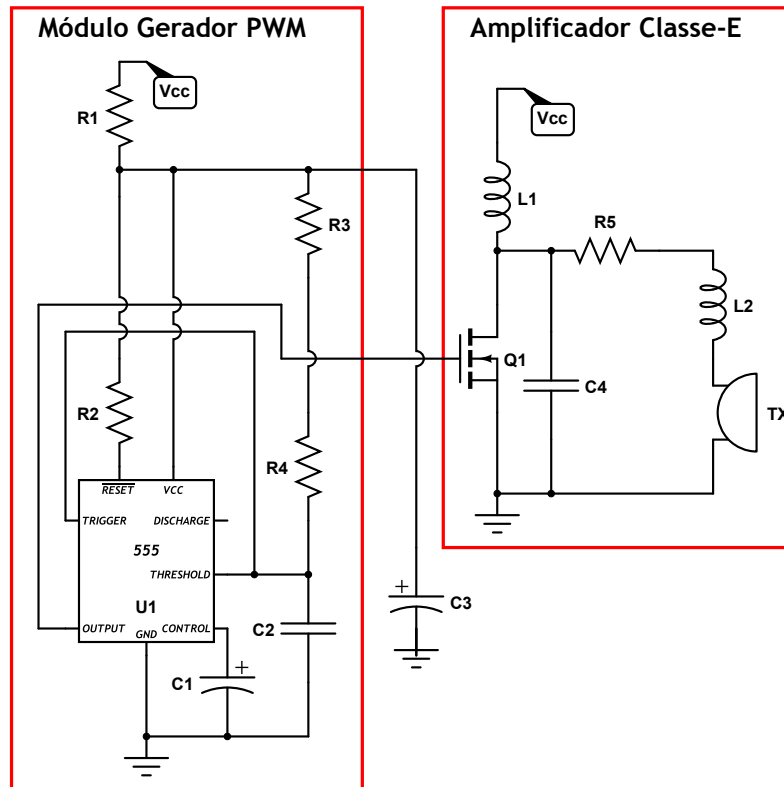 Módulo Gerador PWM
Amplificador Classe-E
Vcc
R1
Vcc
L1
R3
R5
L2
Q1
C4
TX
R2
R4
RESET
VCC
TRIGGER
DISCHARGE
555
THRESHOLD
U1
OUTPUT
GND
CONTROL
C2
+
C3
+
C1